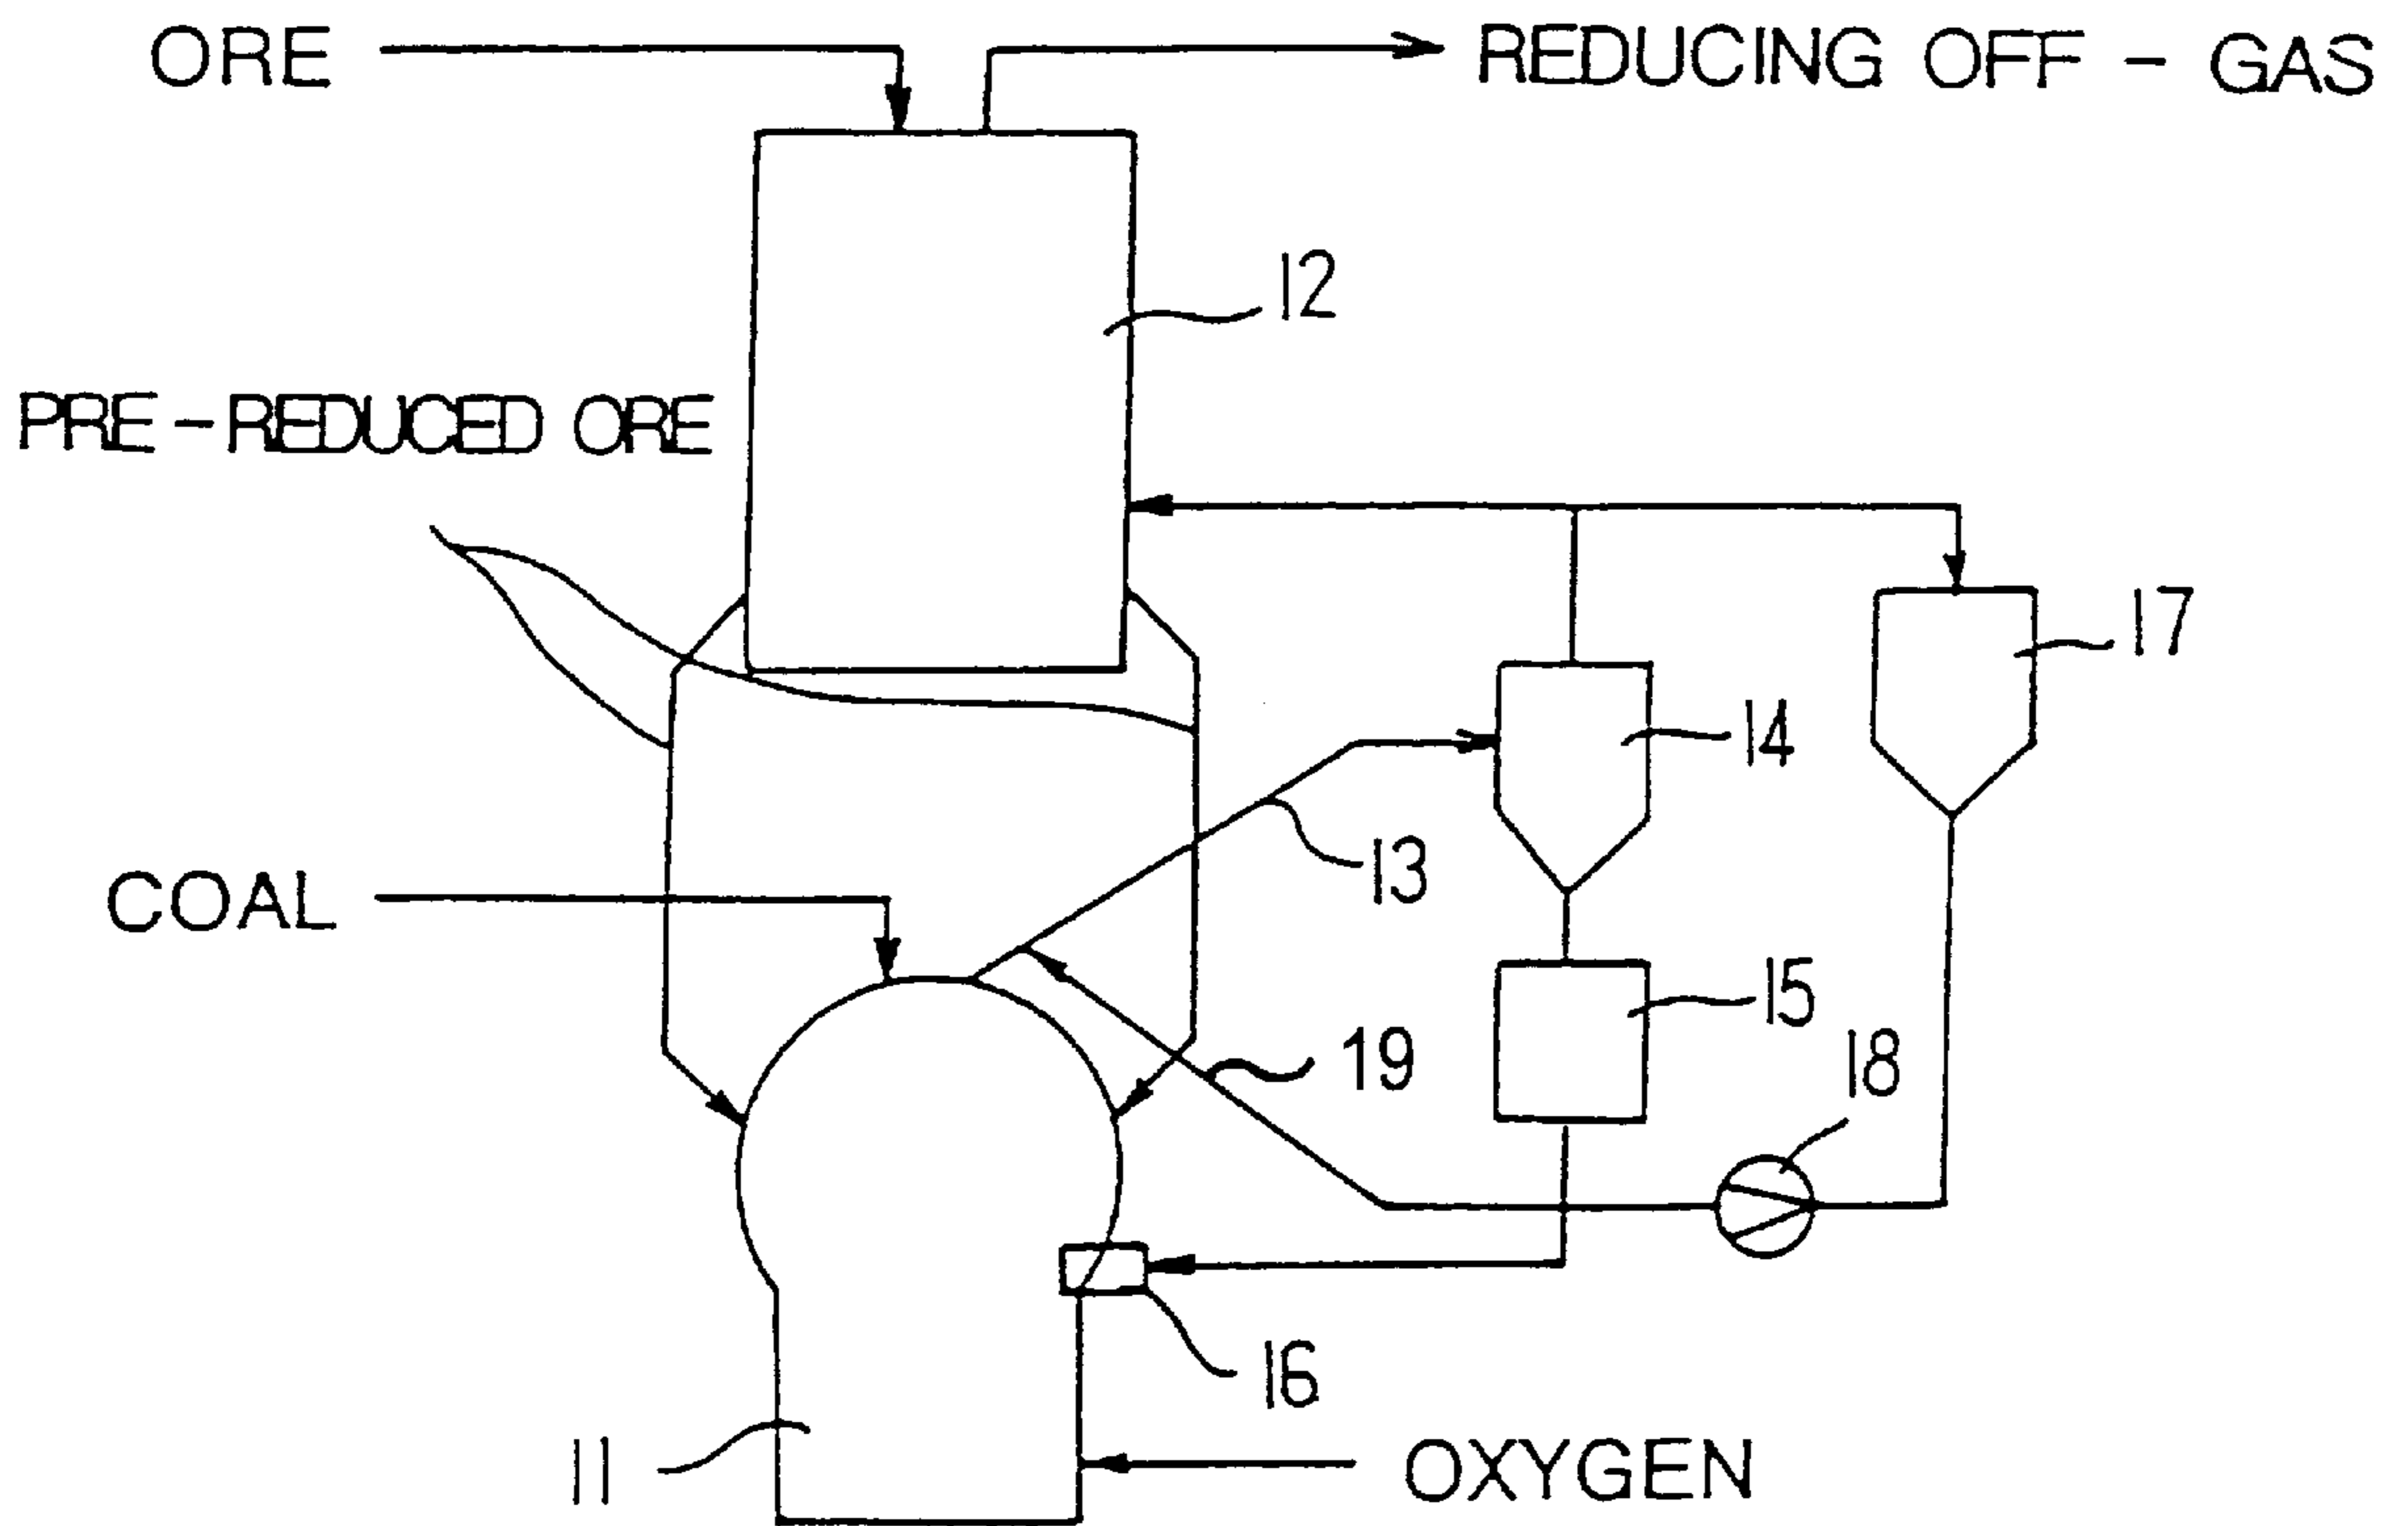 ORE
REDUCING OFF - GAS
12
PRE - REDUCED ORE
17
14
13
COAL
15
19
18
16
11
OXYGEN